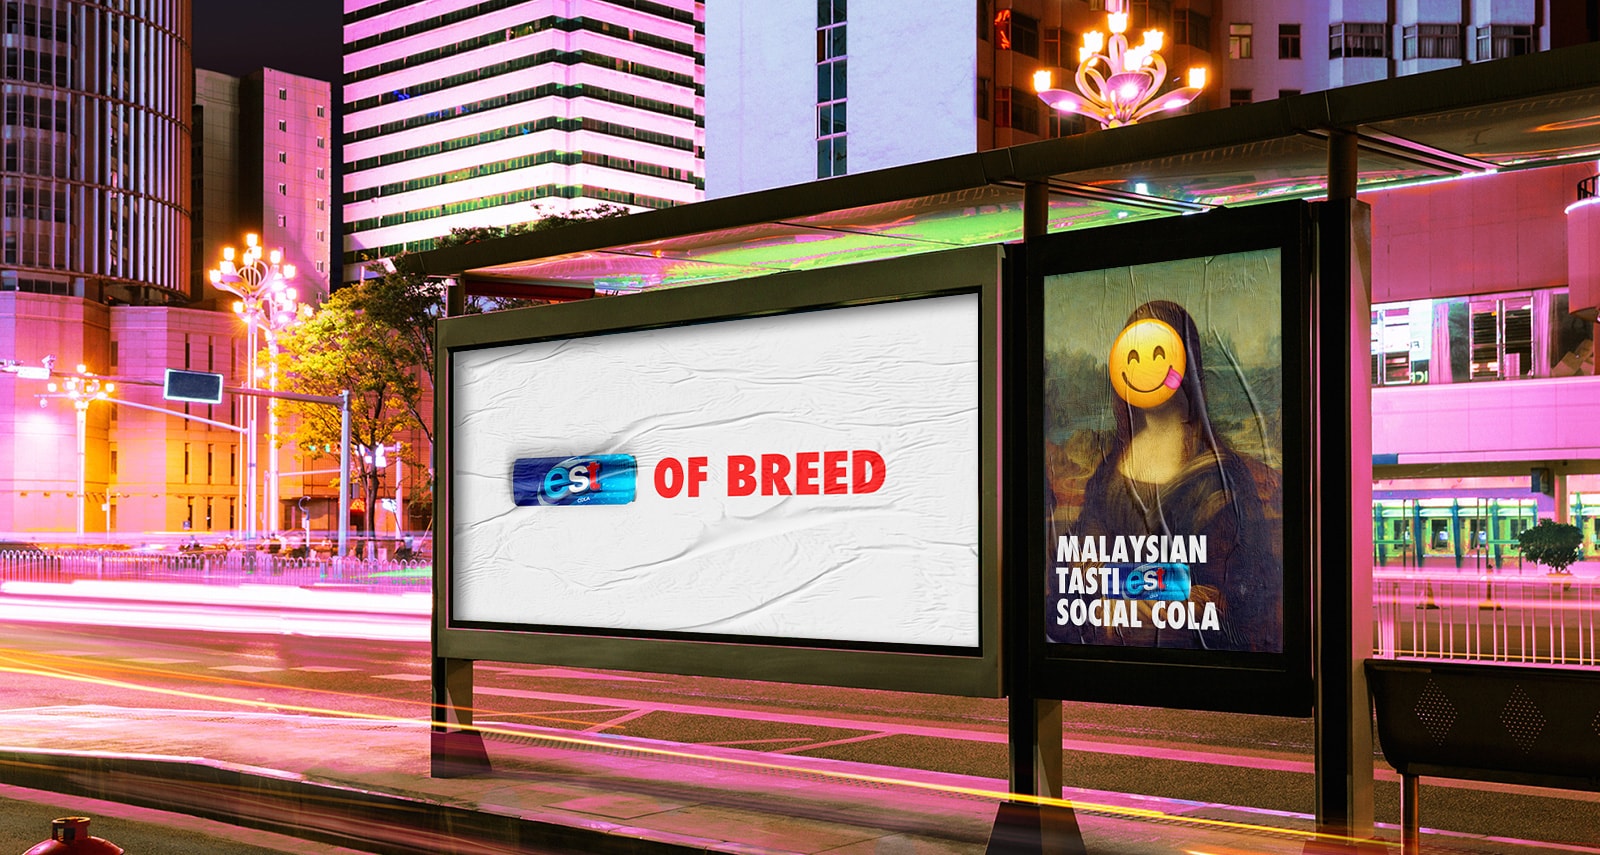 est
COLA
OF BREED
MALAYSIAN
TASTI est
SOCIAL COLA